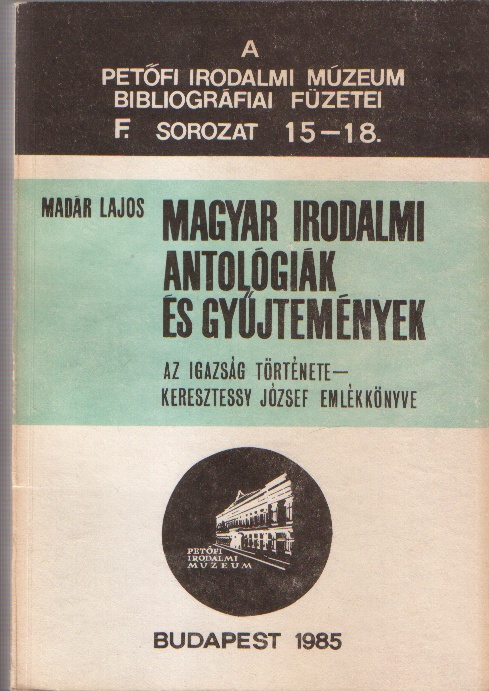 A
PETŐFI IRODALMI MÚZEUM
BIBLIOGRÁFIAI FÜZETEI
F. SOROZAT 15-18.
MADÁR LAJOS
MAGYAR IRODALMI
ANTOLÓGIÁK
ÉS GYŰJTEMÉNYEK
AZ IGAZSÁG TÖRTÉNETE—
KERESZTESSY JÓZSEF EMLÉKKÖNYVE
PETŐFI
IRODALMI
MUZEUM
BUDAPEST 1985